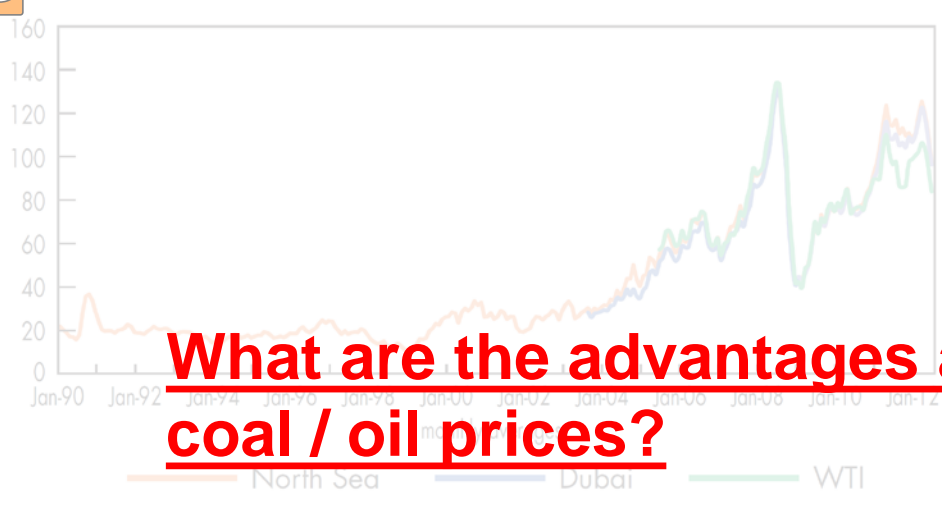 160
140
120
100
80
60
40
20
0
What are the advantages
coal / oil prices?
Jan-90 Jan-92 Jan-94 Jan-96 Jan-98 Jan-00 Jan-02 Jan-04 Jan-06 Jan-08 Jan-10 Jan-12
North Sea Dubai WTI